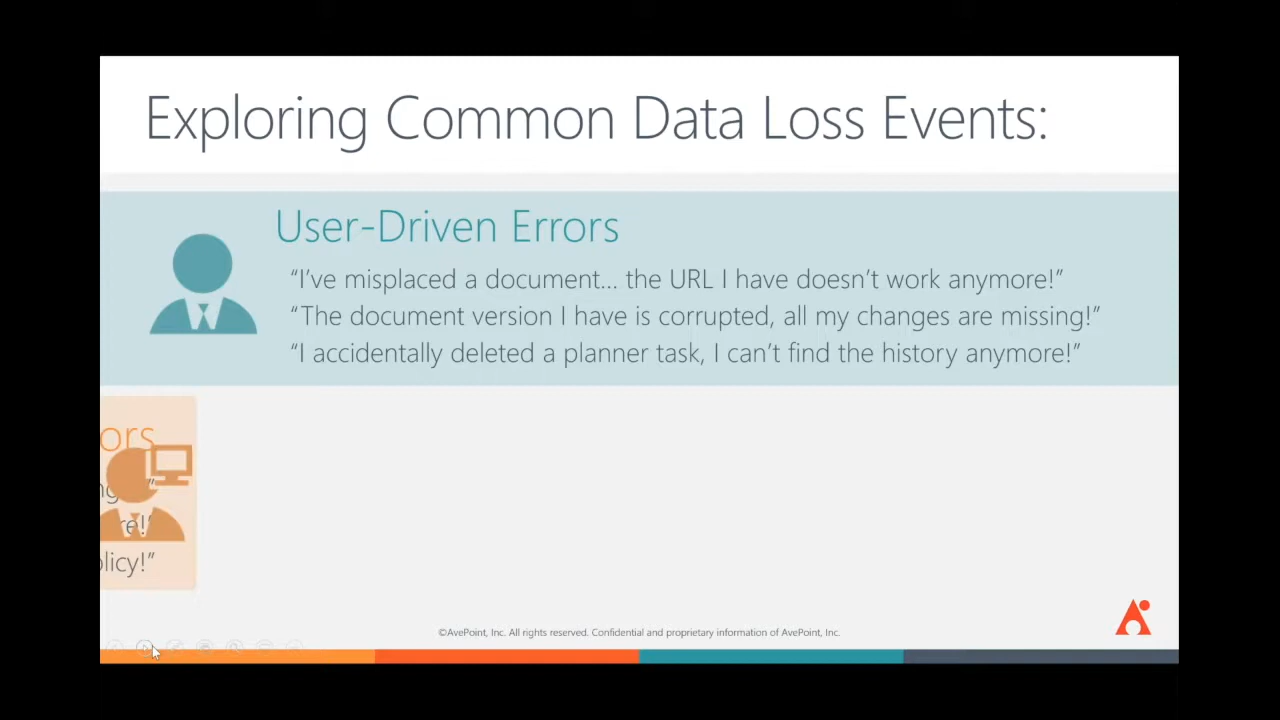 Exploring Common Data Loss Events:
User-Driven Errors
“I’ve misplaced a document... the URL I have doesn’t work anymore!”
“The document version I have is corrupted, all my changes are missing!”
“I accidentally deleted a planner task, I can’t find the history anymore!”
ors
re!”
licy!”
©AvePoint, Inc. All rights reserved. Confidential and proprietary information of AvePoint, Inc.